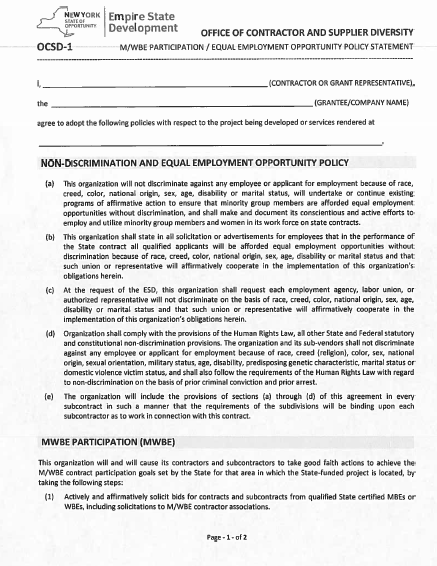 NEW YORK
STATE OF
OPPORTUNITY
Empire State
Development
OFFICE OF CONTRACTOR AND SUPPLIER DIVERSITY
OCSD-1 M/WBE PARTICIPATION / EQUAL EMPLOYMENT OPPORTUNITY POLICY STATEMENT
I, (CONTRACTOR OR GRANT REPRESENTATIVE),
the (GRANTEE/COMPANY NAME)
agree to adopt the following policies with respect to the project being developed or services rendered at
NON-DISCRIMINATION AND EQUAL EMPLOYMENT OPPORTUNITY POLICY
(a) This organization will not discriminate against any employee or applicant for employment because of race,
creed, color, national origin, sex, age, disability or marital status, will undertake or continue existing
programs of affirmative action to ensure that minority group members are afforded equal employment
opportunities without discrimination, and shall make and document its conscientious and active efforts to
employ and utilize minority group members and women in its work force on state contracts.
(b) This organization shall state in all solicitation or advertisements for employees that in the performance of
the State contract all qualified applicants will be afforded equal employment opportunities without
discrimination because of race, creed, color, national origin, sex, age, disability or marital status and that
such union or representative will affirmatively cooperate in the implementation of this organization's
obligations herein.
(c) At the request of the ESD, this organization shall request each employment agency, labor union, or
authorized representative will not discriminate on the basis of race, creed, color, national origin, sex, age,
disability or marital status and that such union or representative will affirmatively cooperate in the
implementation of this organization's obligations herein.
(d) Organization shall comply with the provisions of the Human Rights Law, all other State and Federal statutory
and constitutional non-discrimination provisions. The organization and its sub-vendors shall not discriminate
against any employee or applicant for employment because of race, creed (religion), color, sex, national
origin, sexual orientation, military status, age, disability, predisposing genetic characteristic, marital status or
domestic violence victim status, and shall also follow the requirements of the Human Rights Law with regard
to non-discrimination on the basis of prior criminal conviction and prior arrest.
(e) The organization will include the provisions of sections (a) through (d) of this agreement in every
subcontract in such a manner that the requirements of the subdivisions will be binding upon each
subcontractor as to work in connection with this contract.
MWBE PARTICIPATION (MWBE)
This organization will and will cause its contractors and subcontractors to take good faith actions to achieve the
M/WBE contract participation goals set by the State for that area in which the State-funded project is located, by
taking the following steps:
(1) Actively and affirmatively solicit bids for contracts and subcontracts from qualified State certified MBEs or
WBEs, including solicitations to M/WBE contractor associations.
Page - 1 - of 2